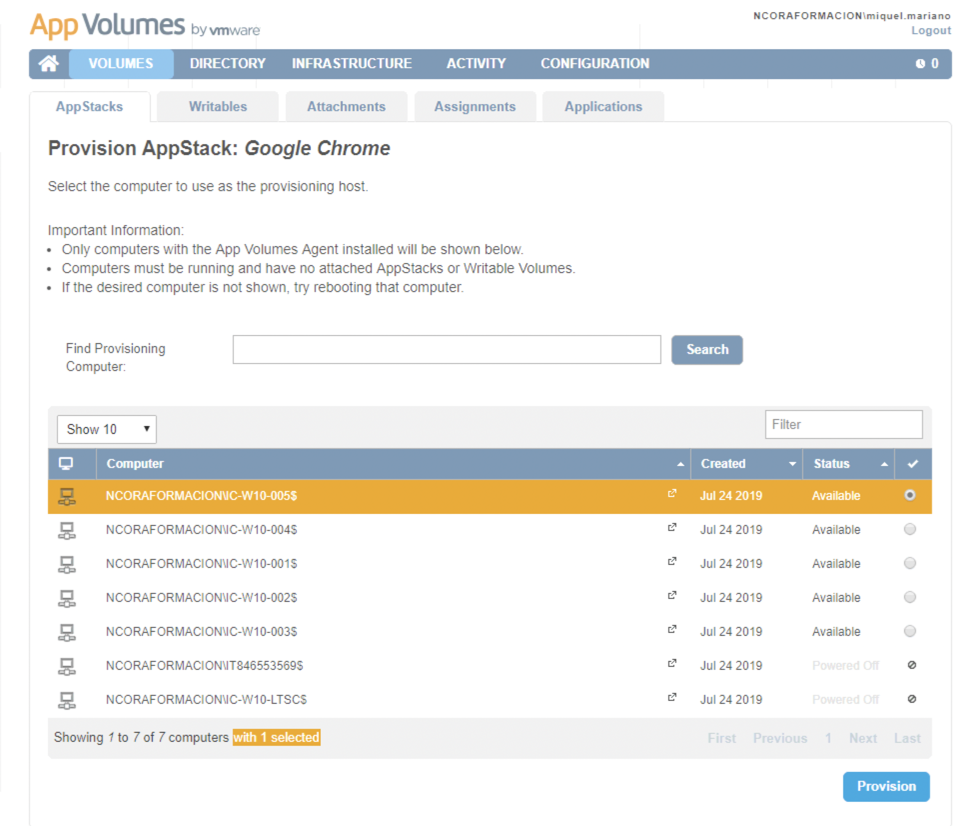 App Volumes by vmware
NCORAFORMACION\miquel.mariano
Logout
VOLUMES DIRECTORY INFRASTRUCTURE ACTIVITY CONFIGURATION 0
AppStacks Writables Attachments Assignments Applications
Provision AppStack: Google Chrome
Select the computer to use as the provisioning host.
Important Information:
• Only computers with the App Volumes Agent installed will be shown below.
• Computers must be running and have no attached AppStacks or Writable Volumes.
• If the desired computer is not shown, try rebooting that computer.
Find Provisioning
Computer:
Search
Show 10
Filter
Computer Created Status
NCORAFORMACION\IC-W10-005$ Jul 24 2019 Available
NCORAFORMACION\IC-W10-004$ Jul 24 2019 Available
NCORAFORMACION\IC-W10-001$ Jul 24 2019 Available
NCORAFORMACION\IC-W10-002$ Jul 24 2019 Available
NCORAFORMACION\IC-W10-003$ Jul 24 2019 Available
NCORAFORMACION\IT846553569$ Jul 24 2019 Powered Off
NCORAFORMACION\IC-W10-LTSC$ Jul 24 2019 Powered Off
Showing 1 to 7 of 7 computers with 1 selected
First Previous 1 Next Last
Provision